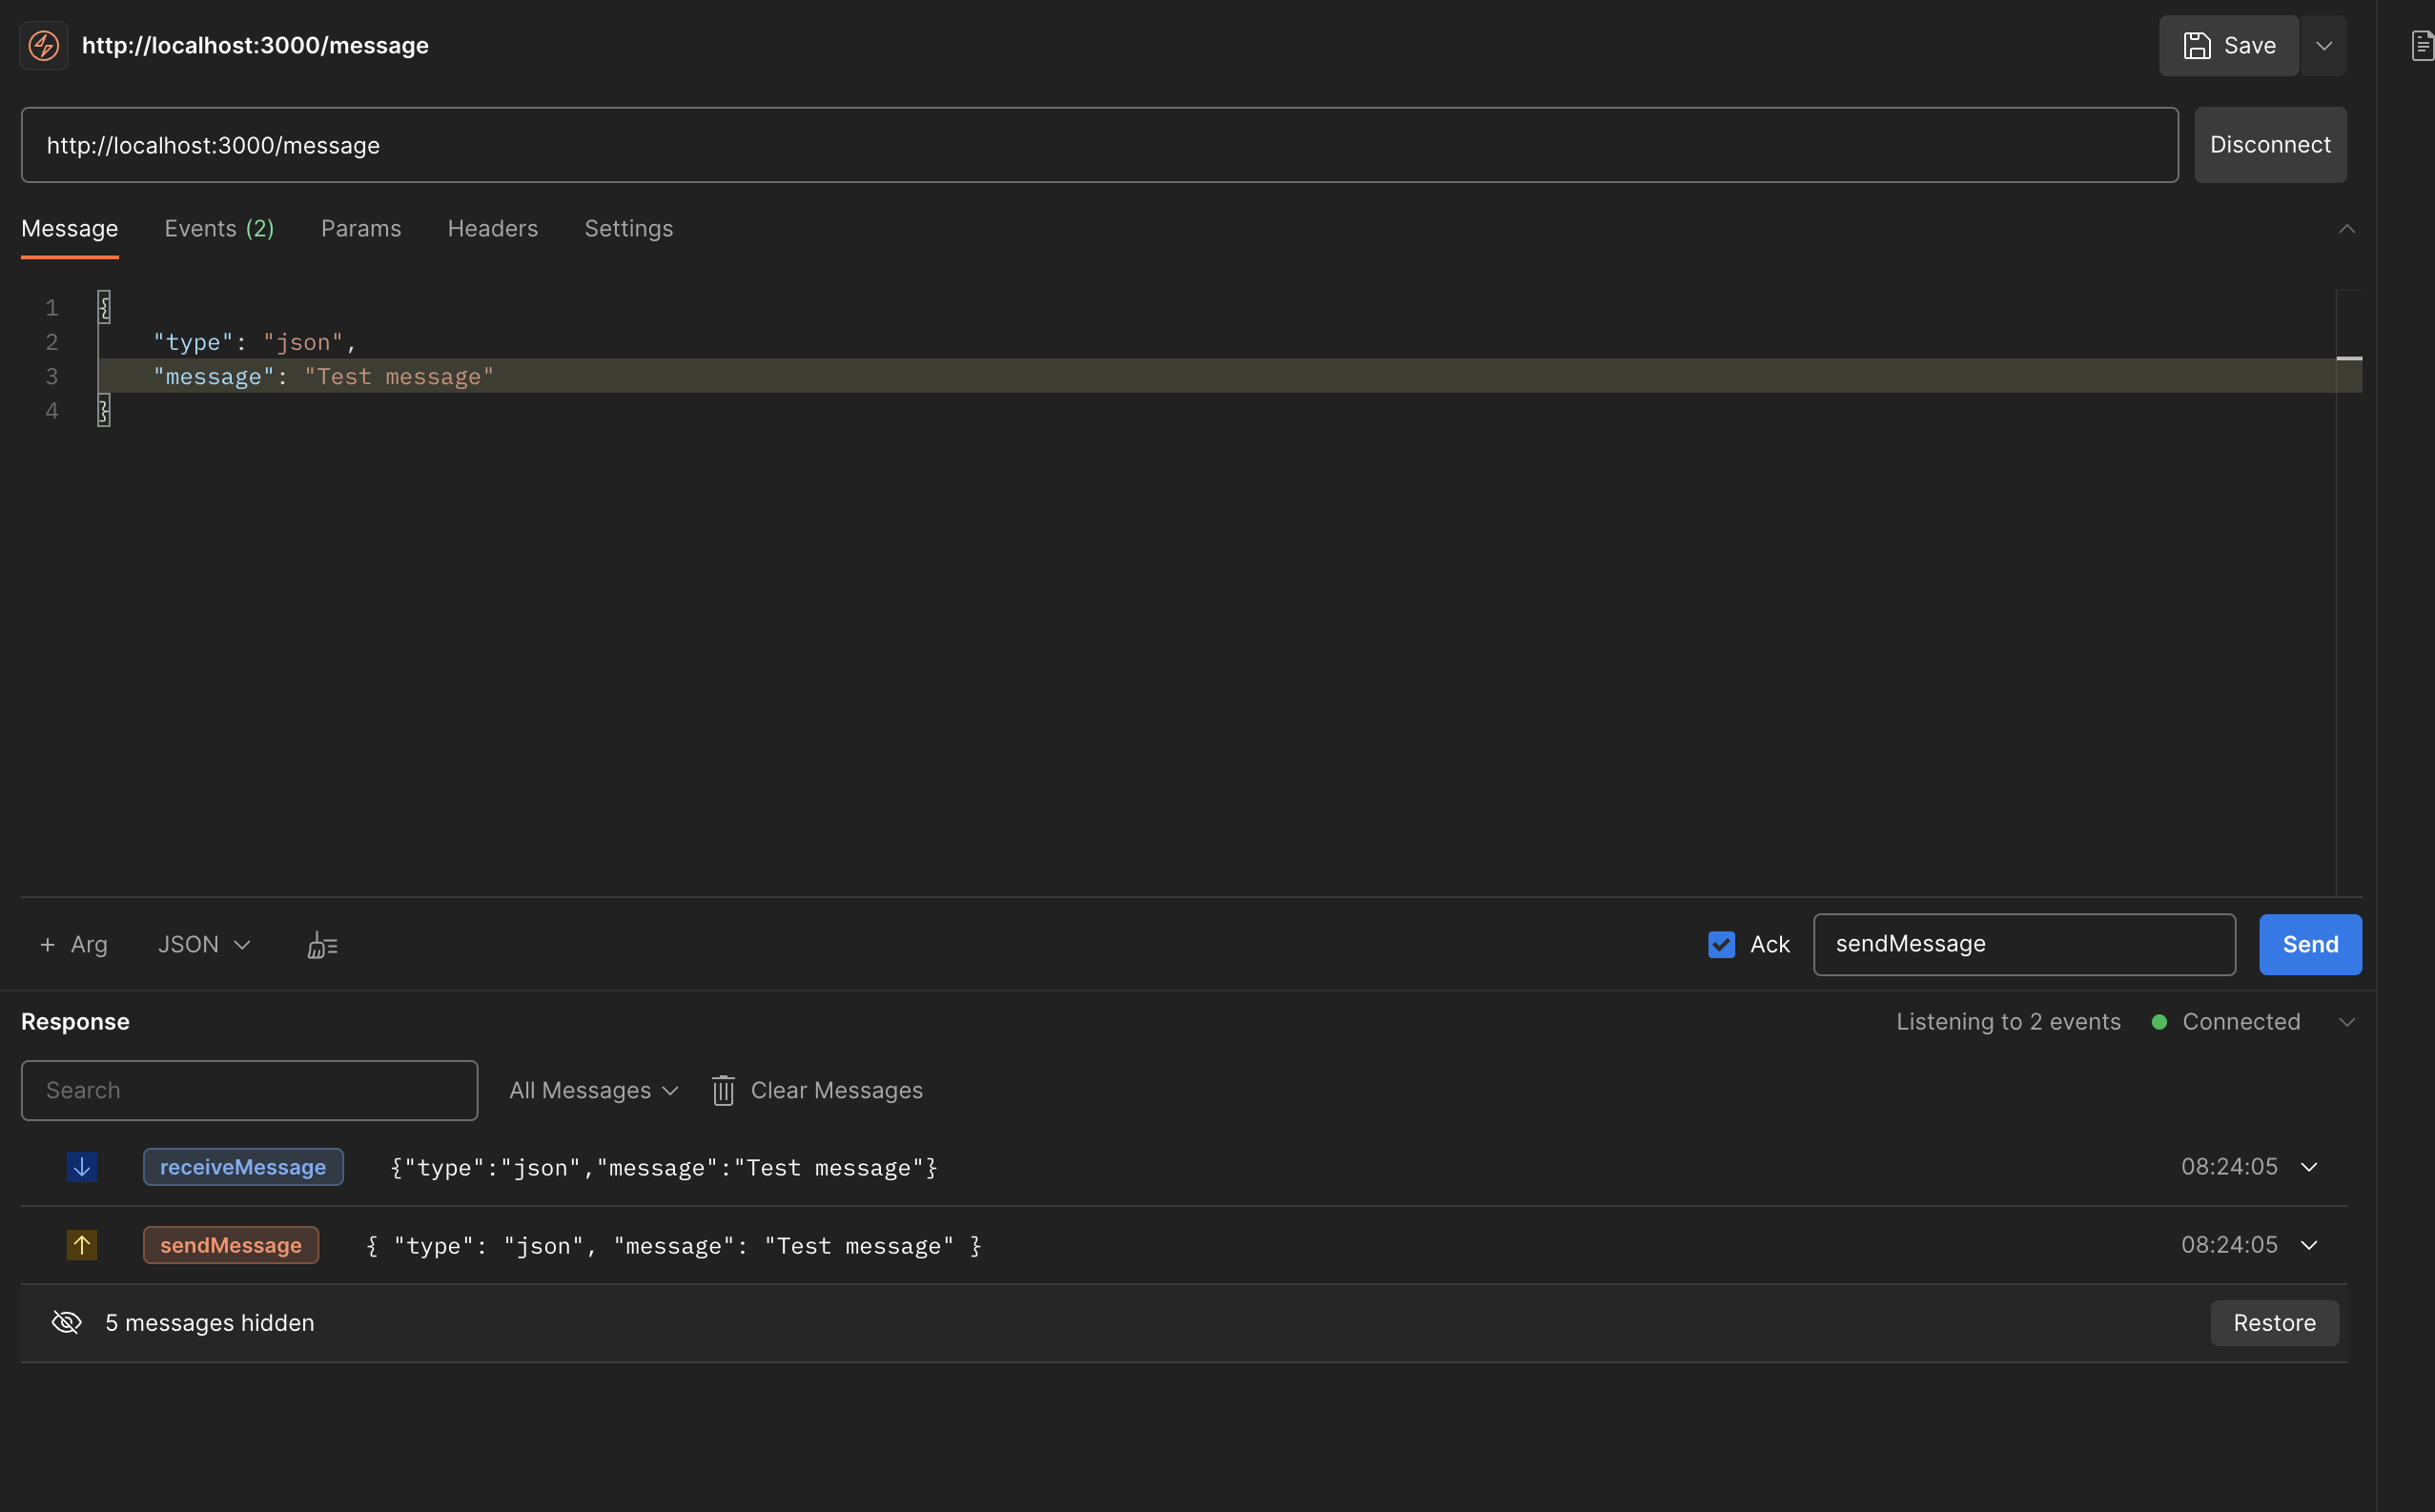 http://localhost:3000/message
Save
http://localhost:3000/message
Disconnect
Message Events (2) Params Headers Settings
1 {
2 "type": "json",
3 "message": "Test message"
4 }
+ Arg JSON Ack sendMessage Send
Response Listening to 2 events Connected
Search All Messages Clear Messages
receiveMessage {"type":"json","message":"Test message"} 08:24:05
sendMessage { "type": "json", "message": "Test message" } 08:24:05
5 messages hidden Restore